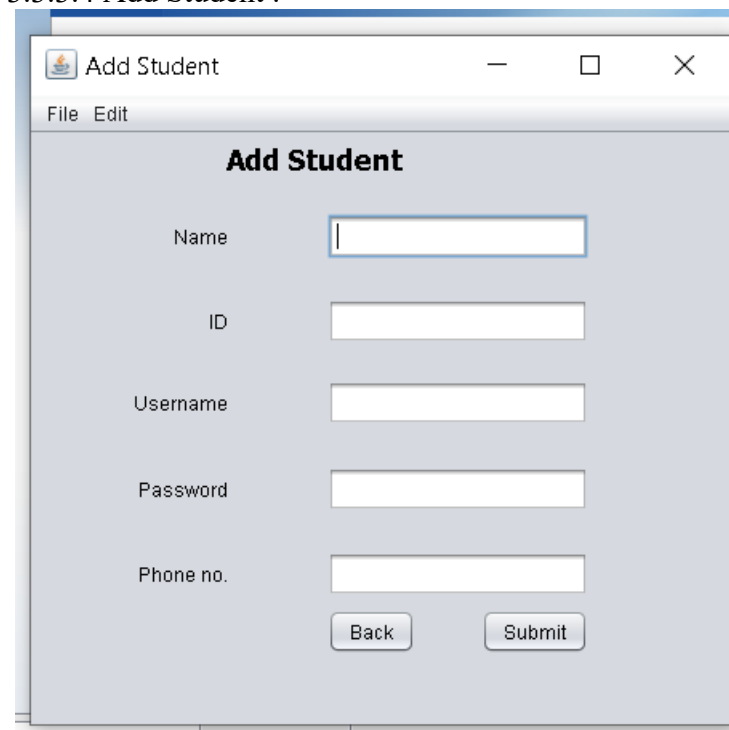 Add Student
File Edit
Add Student
Name
ID
Username
Password
Phone no.
Back Submit